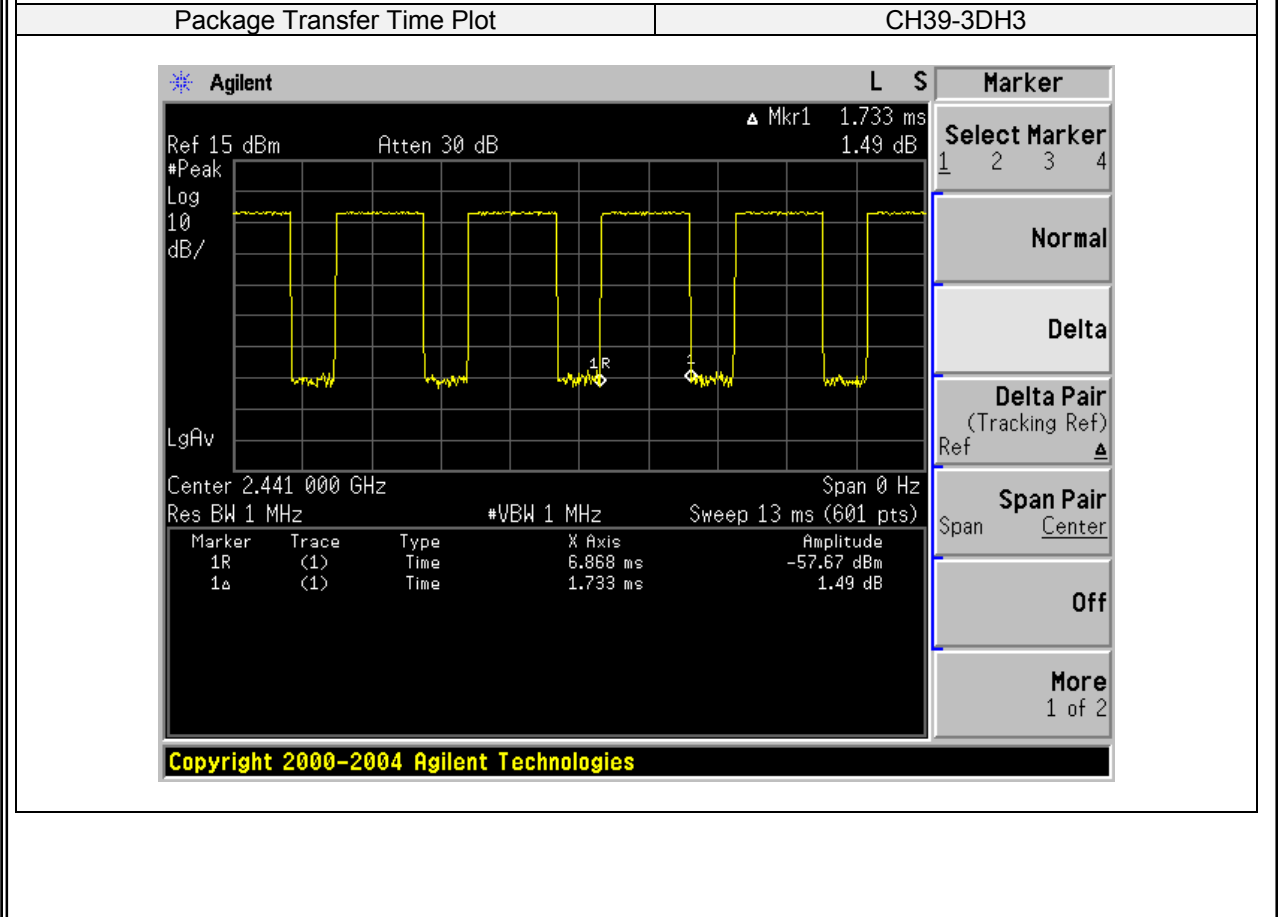 Package Transfer Time Plot CH39-3DH3
Agilent L S Marker
Δ Mkr1 1.733 ms
Ref 15 dBm Atten 30 dB 1.49 dB
Select Marker
1 2 3 4
#Peak
Log
10
dB/
Normal
Delta
1R 1
Delta Pair
(Tracking Ref)
Ref Δ
LgAv
Center 2.441 000 GHz Span 0 Hz
Res BW 1 MHz #VBW 1 MHz Sweep 13 ms (601 pts)
Span Pair
Span Center
Marker Trace Type X Axis Amplitude
1R (1) Time 6.868 ms -57.67 dBm
1Δ (1) Time 1.733 ms 1.49 dB
Off
More
1 of 2
Copyright 2000-2004 Agilent Technologies